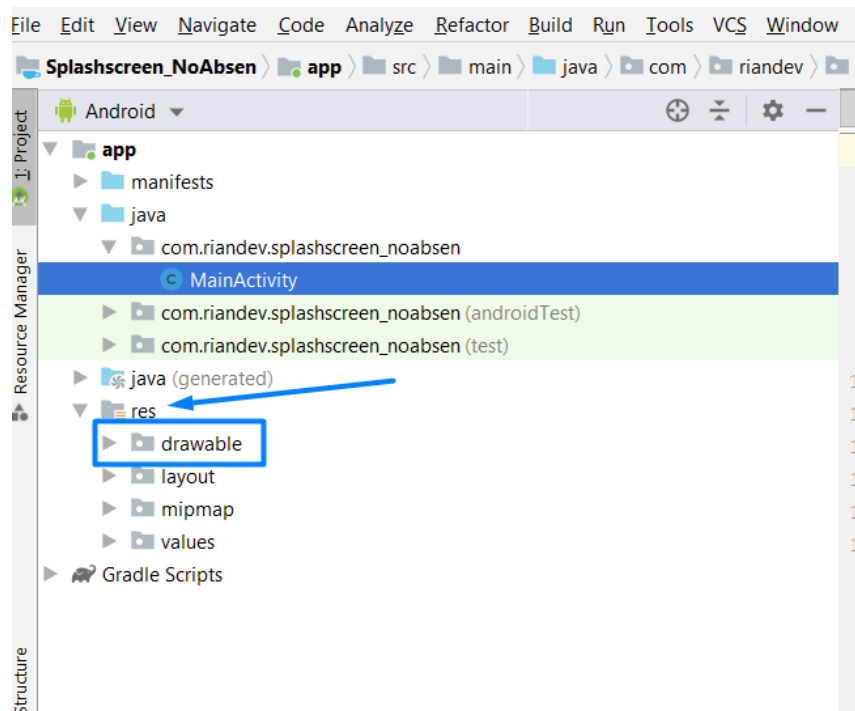 File Edit View Navigate Code Analyze Refactor Build Run Tools VCS Window
Splashscreen_NoAbsen app src main java com riandev
Android
1: Project
app
manifests
java
com.riandev.splashscreen_noabsen
MainActivity
com.riandev.splashscreen_noabsen (androidTest)
com.riandev.splashscreen_noabsen (test)
Resource Manager
java (generated)
res
drawable
layout
mipmap
values
Gradle Scripts
Structure